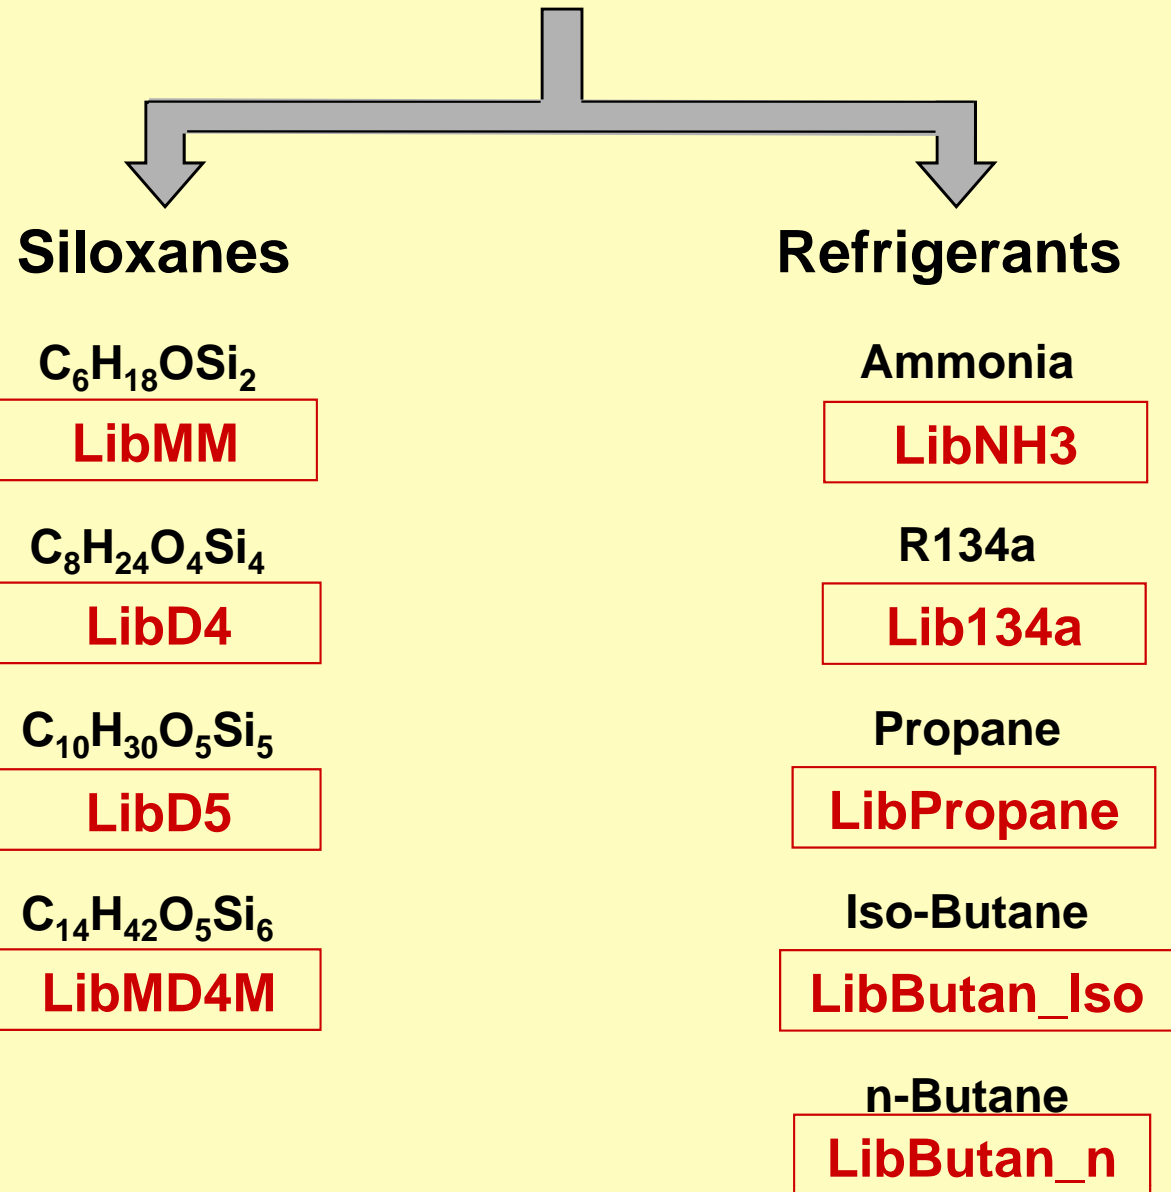 Siloxanes
C₆H₁₈OSi₂
LibMM
C₈H₂₄O₄Si₄
LibD4
C₁₀H₃₀O₅Si₅
LibD5
C₁₄H₄₂O₅Si₆
LibMD4M
Refrigerants
Ammonia
LibNH3
R134a
Lib134a
Propane
LibPropane
Iso-Butane
LibButan_Iso
n-Butane
LibButan_n